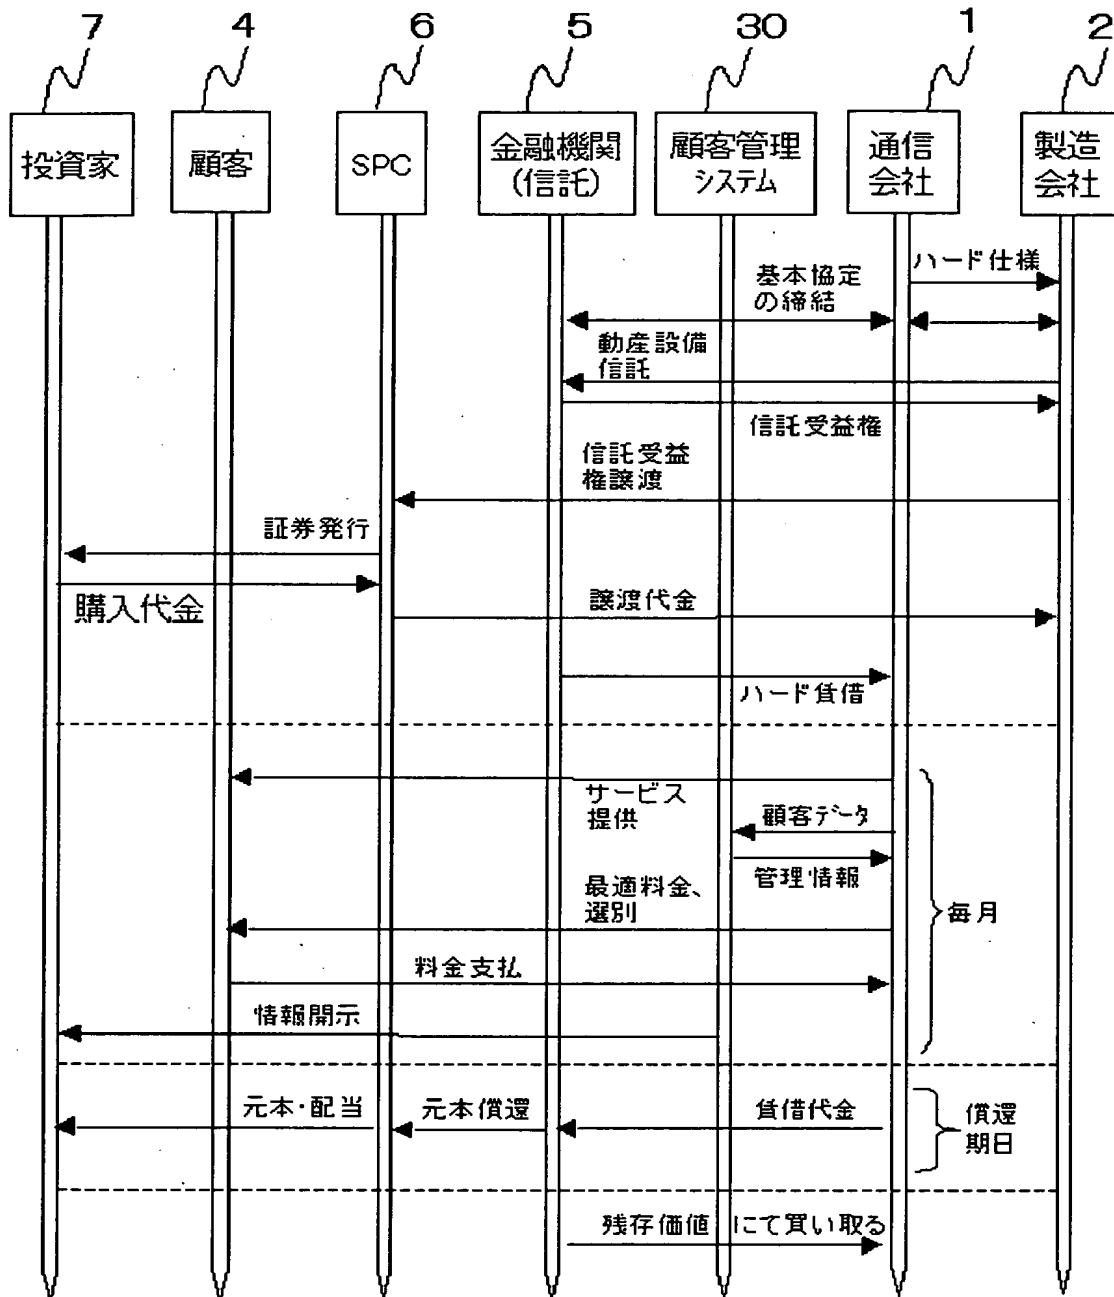 7
4
6
5
30
1
2
投資家
顧客
SPC
金融機関
(信託)
顧客管理
システム
通信
会社
製造
会社
ハード仕様
基本協定
の締結
動産設備
信託
信託受益権
信託受益
権譲渡
証券発行
購入代金
譲渡代金
ハード賃借
サービス
提供
顧客データ
管理情報
最適料金、
選別
毎月
料金支払
情報開示
元本・配当
元本償還
賃借代金
償還
期日
残存価値にて買い取る